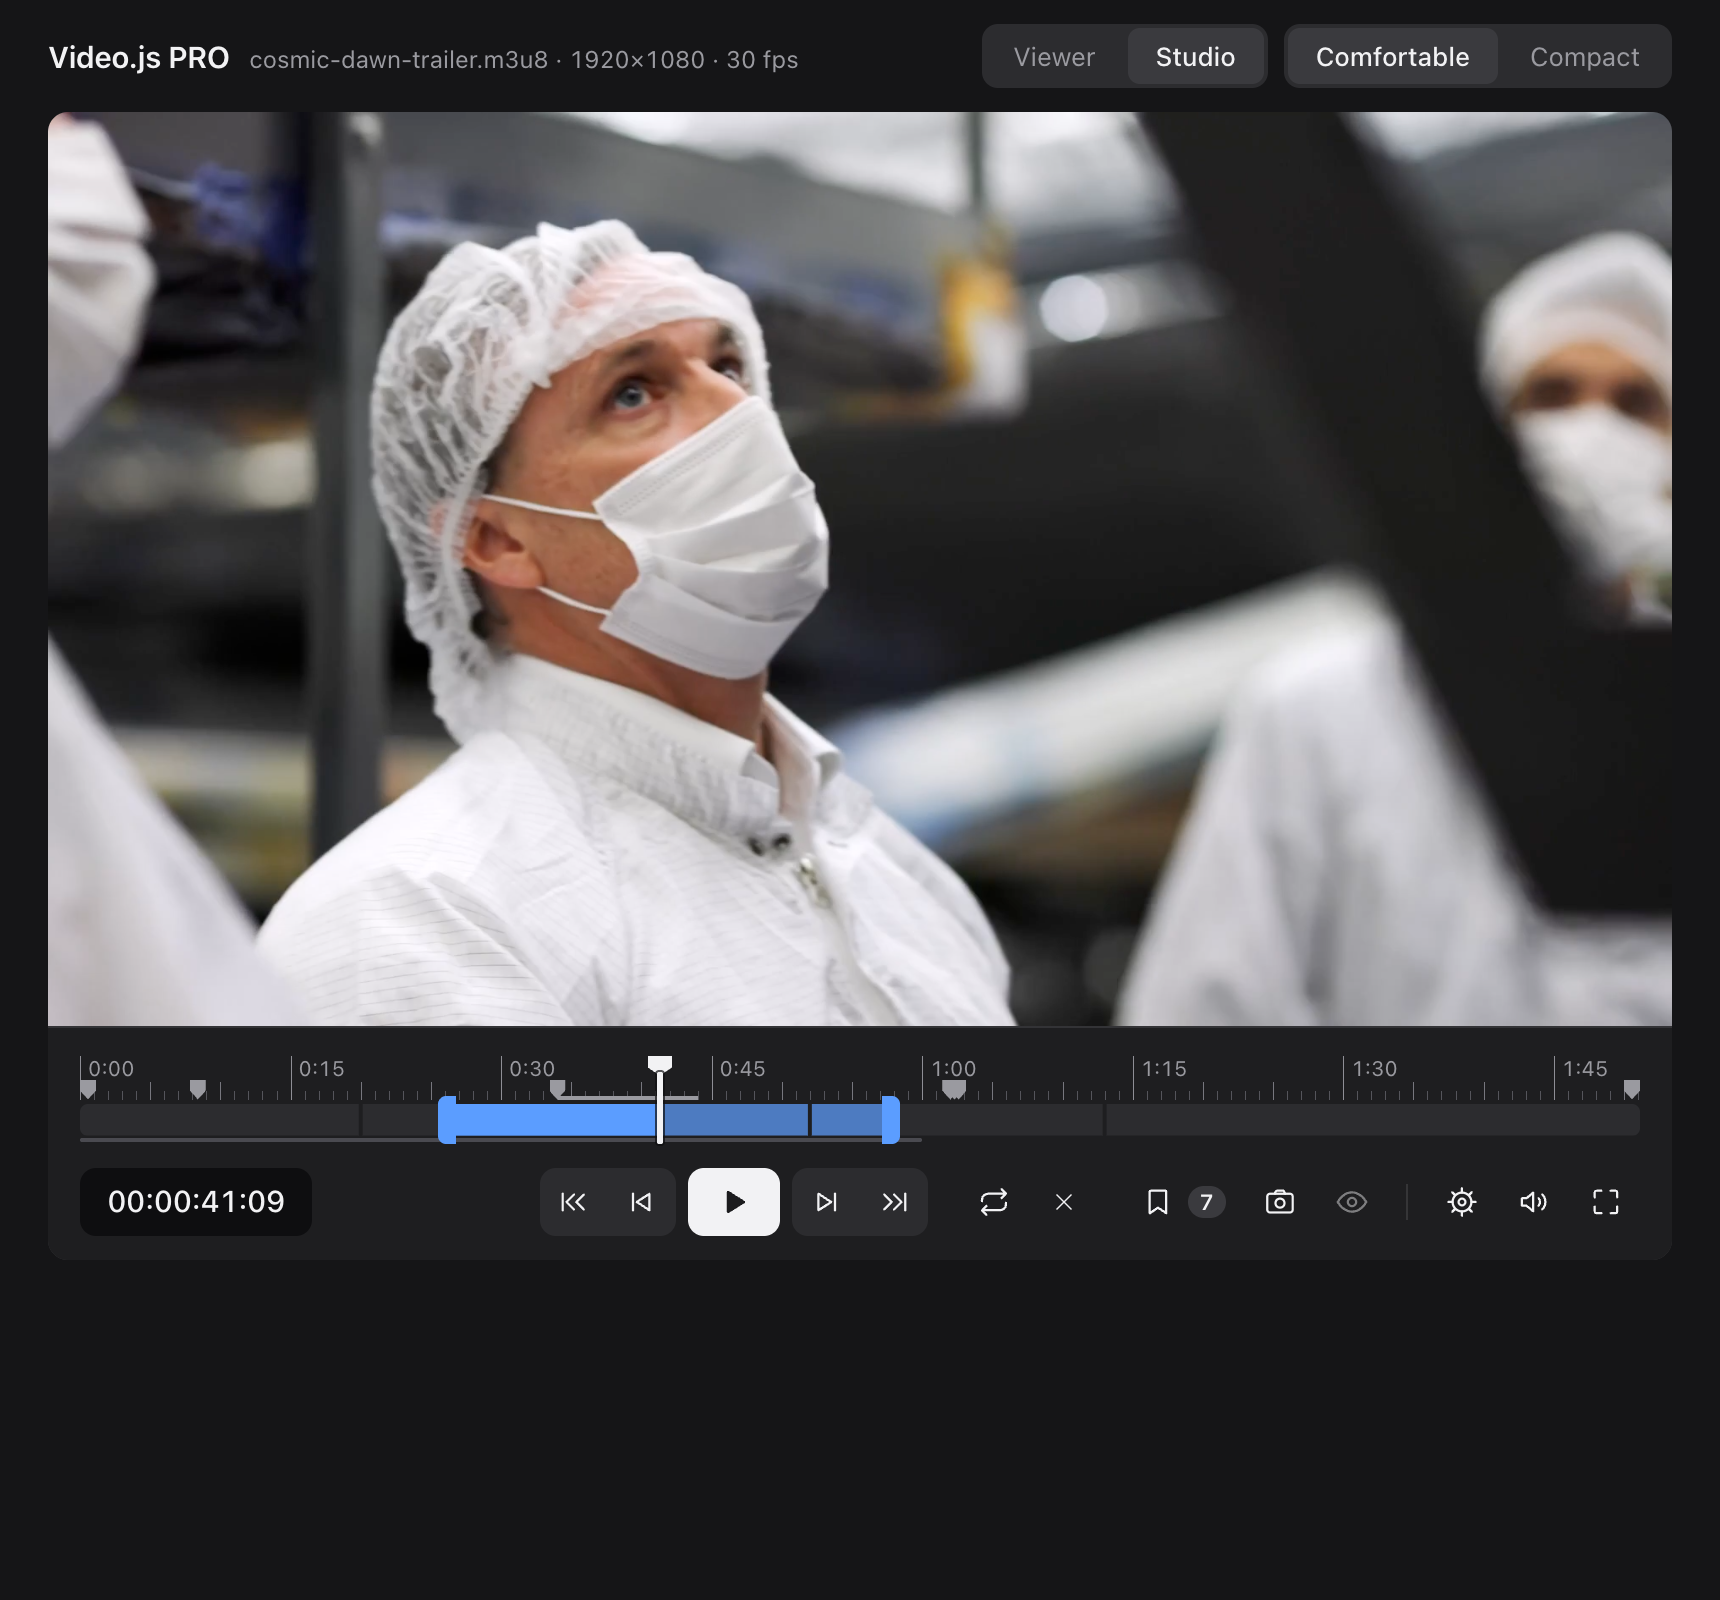 Video.js PRO cosmic-dawn-trailer.m3u8 · 1920×1080 · 30 fps
Viewer Studio Comfortable Compact
0:00 0:15 0:30 0:45 1:00 1:15 1:30 1:45
00:00:41:09 7